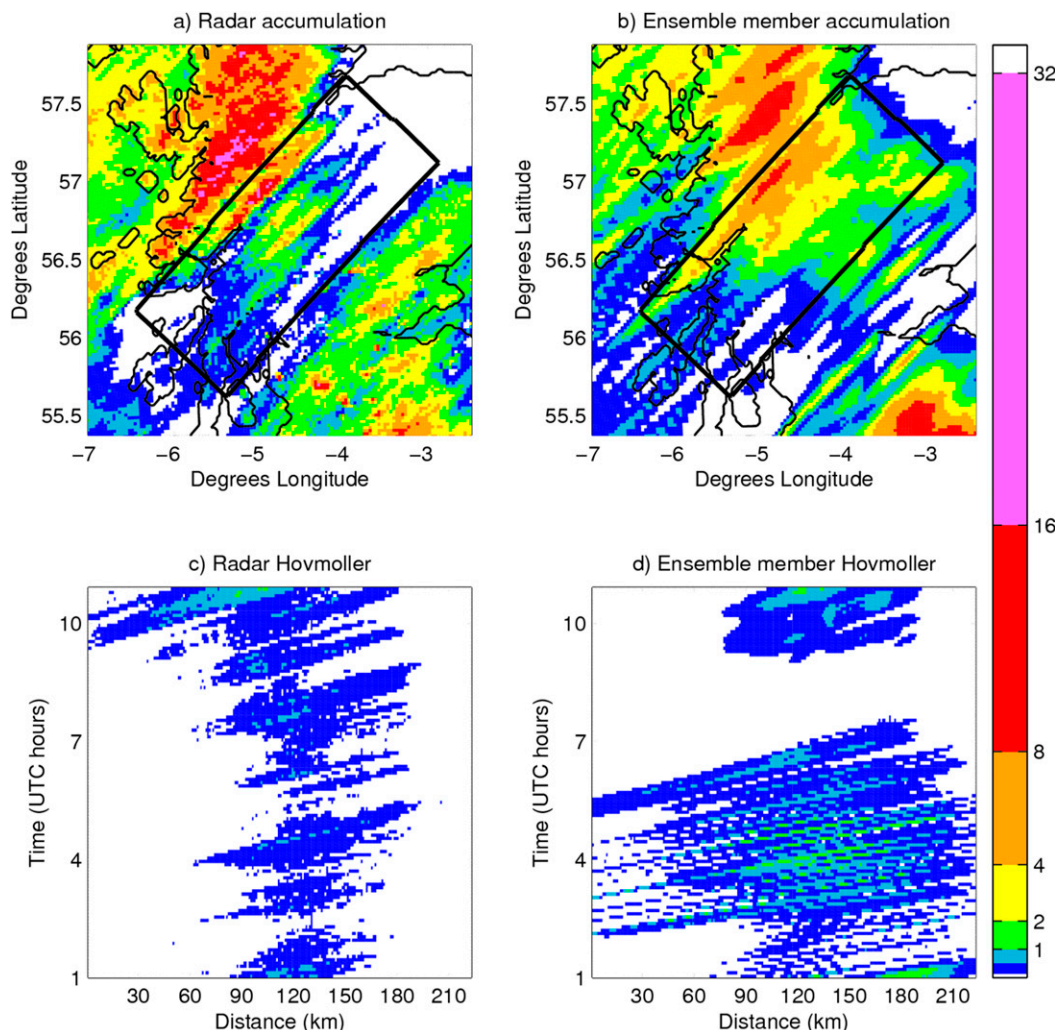 a) Radar accumulation
b) Ensemble member accumulation
Degrees Latitude
57.5
57
56.5
56
55.5
-7 -6 -5 -4 -3
Degrees Longitude
Degrees Latitude
57.5
57
56.5
56
55.5
-7 -6 -5 -4 -3
Degrees Longitude
32
16
8
4
2
1
c) Radar Hovmoller
d) Ensemble member Hovmoller
Time (UTC hours)
10
7
4
1
30 60 90 120 150 180 210
Distance (km)
Time (UTC hours)
10
7
4
1
30 60 90 120 150 180 210
Distance (km)